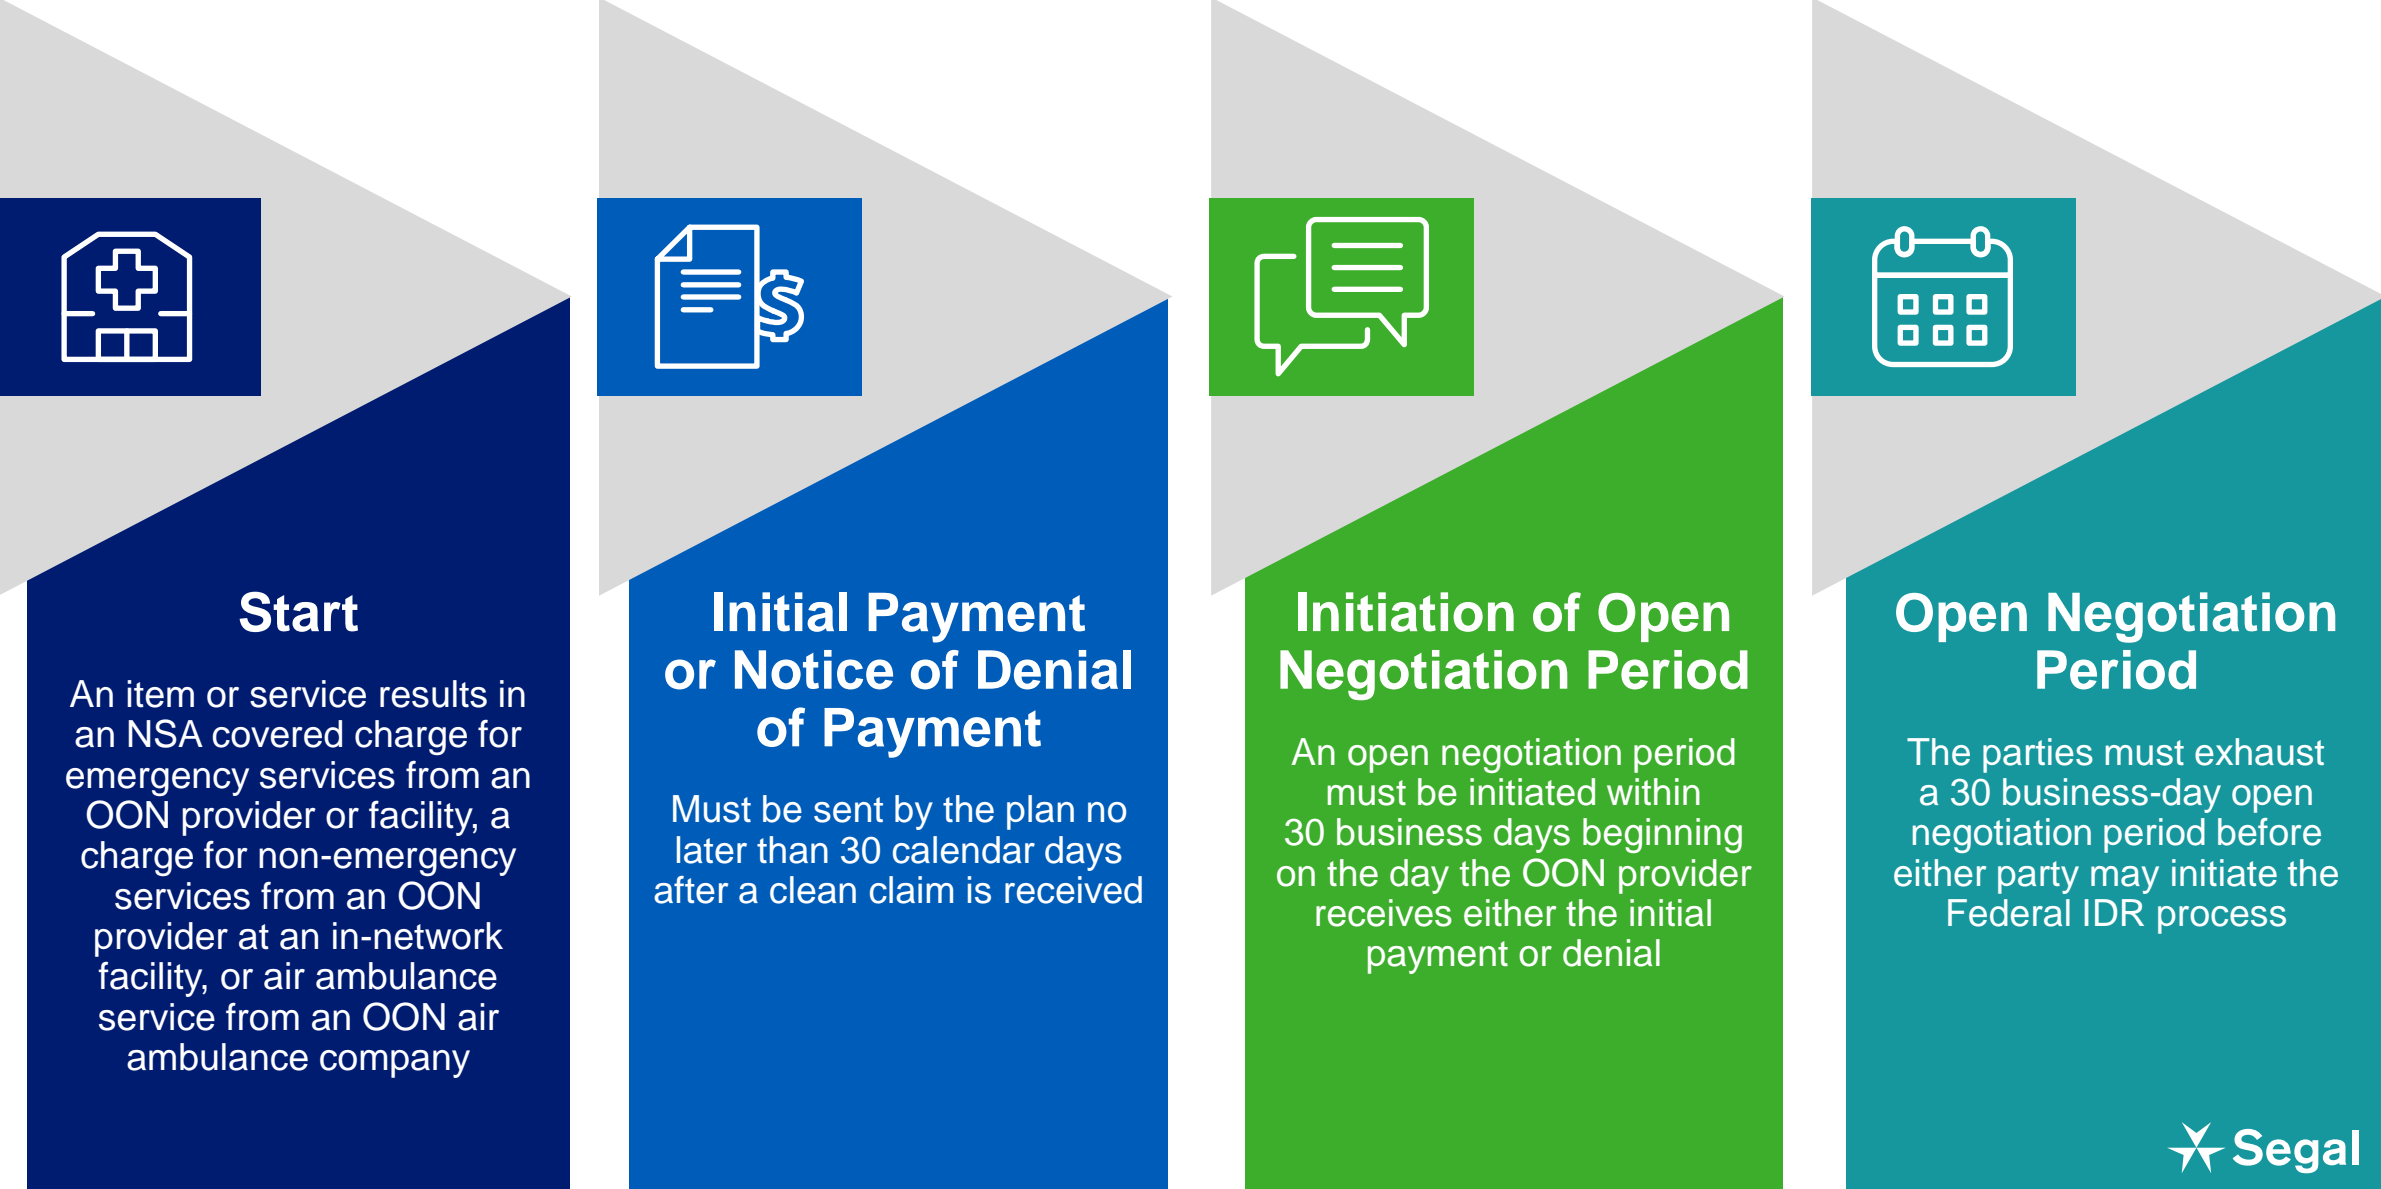 Start
An item or service results in
an NSA covered charge for
emergency services from an
OON provider or facility, a
charge for non-emergency
services from an OON
provider at an in-network
facility, or air ambulance
service from an OON air
ambulance company
Initial Payment
or Notice of Denial
of Payment
Must be sent by the plan no
later than 30 calendar days
after a clean claim is received
Initiation of Open
Negotiation Period
An open negotiation period
must be initiated within
30 business days beginning
on the day the OON provider
receives either the initial
payment or denial
Open Negotiation
Period
The parties must exhaust
a 30 business-day open
negotiation period before
either party may initiate the
Federal IDR process
Segal